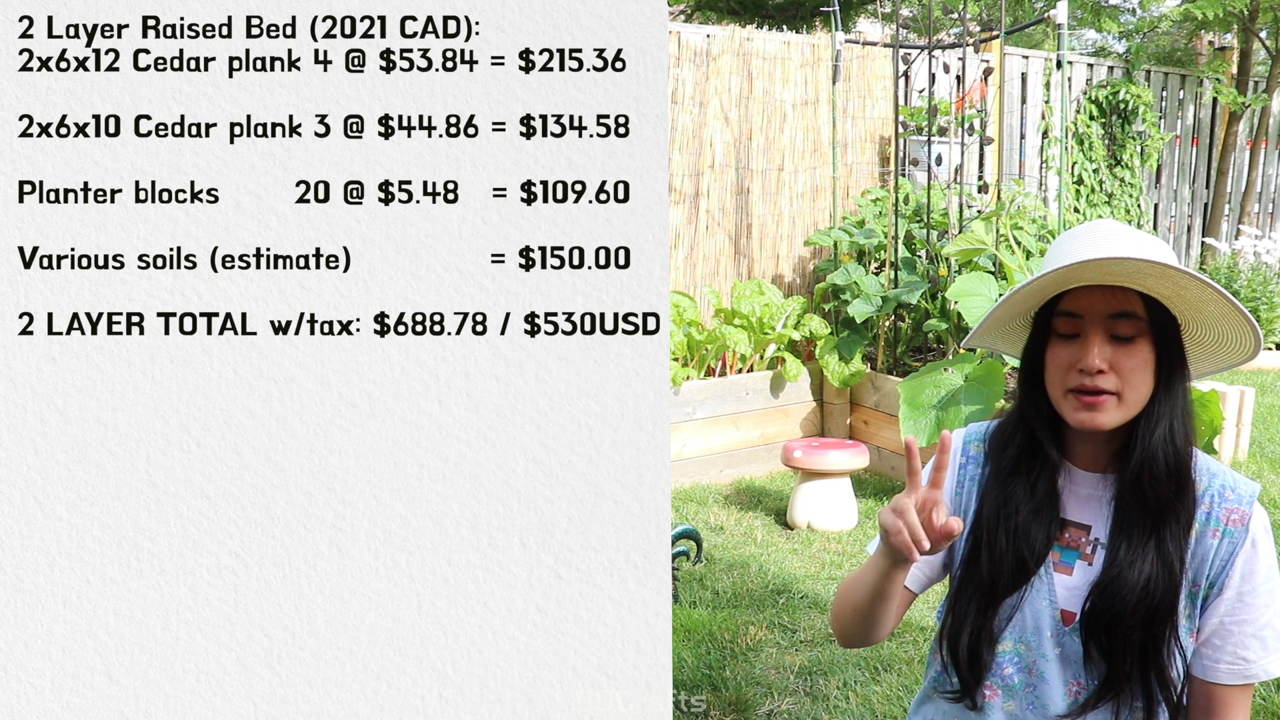 2 Layer Raised Bed (2021 CAD):
2x6x12 Cedar plank 4 @ $53.84 = $215.36
2x6x10 Cedar plank 3 @ $44.86 = $134.58
Planter blocks 20 @ $5.48 = $109.60
Various soils (estimate) = $150.00
2 LAYER TOTAL w/tax: $688.78 / $530USD